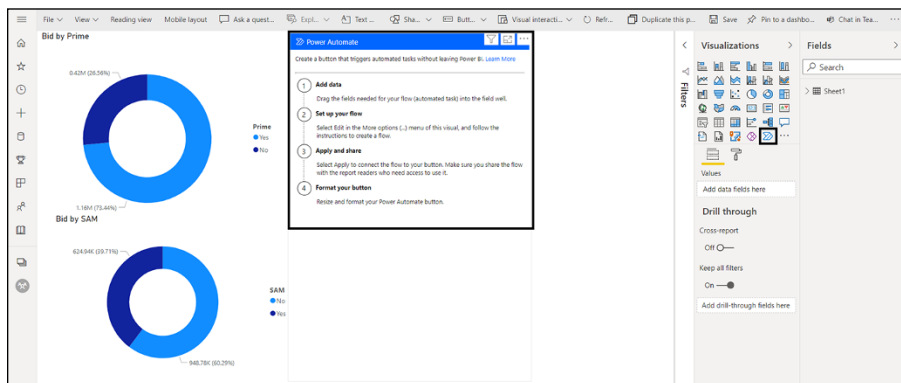 File View Reading view Mobile layout Ask a quest... Expl... Text ... Sha... Butt... Visual interacti... Refr... Duplicate this p... Save Pin to a dashbo... Chat in Tea... ...
Bid by Prime
0.42M (26.56%)
1.16M (73.44%)
Prime
Yes
No
Bid by SAM
624.94K (39.71%)
948.78K (60.29%)
SAM
No
Yes
Power Automate
Create a button that triggers automated tasks without leaving Power BI. Learn More
1 Add data
Drag the fields needed for your flow (automated task) into the field well.
2 Set up your flow
Select Edit in the More options (..) menu of this visual, and follow the
instructions to create a flow.
3 Apply and share
Select Apply to connect the flow to your button. Make sure you share the flow
with the report readers who need access to use it.
4 Format your button
Resize and format your Power Automate button.
Filters
Visualizations
Values
Add data fields here
Drill through
Cross-report
Off
Keep all filters
On
Add drill-through fields here
Fields
Search
Sheet1